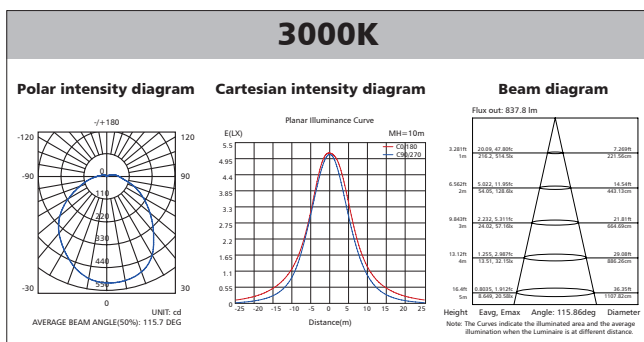 3000K
Polar intensity diagram
-/+180
-120
120
-90
90
0
110
220
330
440
550
-30
30
0
UNIT: cd
AVERAGE BEAM ANGLE(50%): 115.7 DEG
Cartesian intensity diagram
Planar Illuminance Curve
E(LX)
MH=10m
C0/180
C90/270
5.5
4.95
4.4
3.85
3.3
2.75
2.2
1.65
1.1
0.55
0
-25
-20
-15
-10
-5
0
5
10
15
20
25
Distance(m)
Beam diagram
Flux out: 837.8 lm
3.281ft 20.09, 47.80fc 7.269ft
1m 216.2, 514.5lx 221.56cm
6.562ft 5.022, 11.95fc 14.54ft
2m 54.05, 128.6lx 443.13cm
9.843ft 2.232, 5.311fc 21.81ft
3m 24.02, 57.16lx 664.69cm
13.12ft 1.255, 2.987fc 29.08ft
4m 13.51, 32.15lx 886.26cm
16.4ft 0.8035, 1.912fc 36.35ft
5m 8.649, 20.58lx 1107.82cm
Height Eavg, Emax Angle: 115.86deg Diameter
Note: The Curves indicate the illuminated area and the average
illumination when the Luminaire is at different distance.